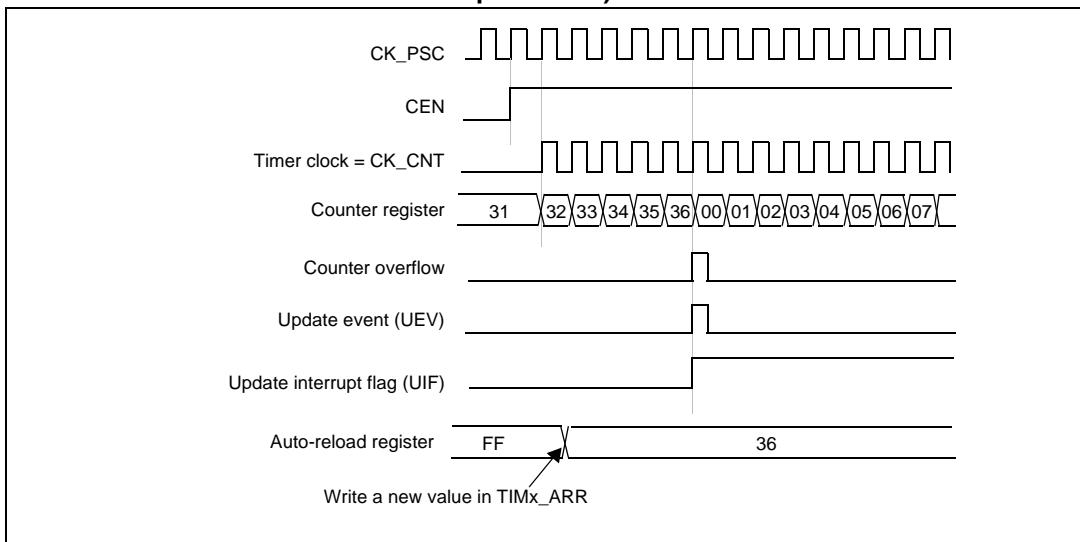 CK_PSC
CEN
Timer clock = CK_CNT
Counter register 31 32 33 34 35 36 00 01 02 03 04 05 06 07
Counter overflow
Update event (UEV)
Update interrupt flag (UIF)
Auto-reload register FF 36
Write a new value in TIMx_ARR